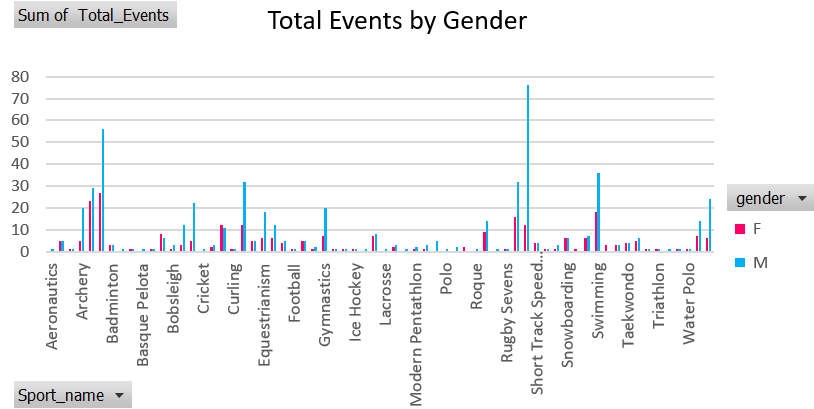 Sum of Total_Events
Total Events by Gender
80
70
60
50
40
30
20
10
0
Aeronautics
Archery
Badminton
Basque Pelota
Bobsleigh
Cricket
Curling
Equestrianism
Football
Gymnastics
Ice Hockey
Lacrosse
Modern Pentathlon
Polo
Roque
Rugby Sevens
Short Track Speed...
Snowboarding
Swimming
Taekwondo
Triathlon
Water Polo
gender
F
M
Sport_name